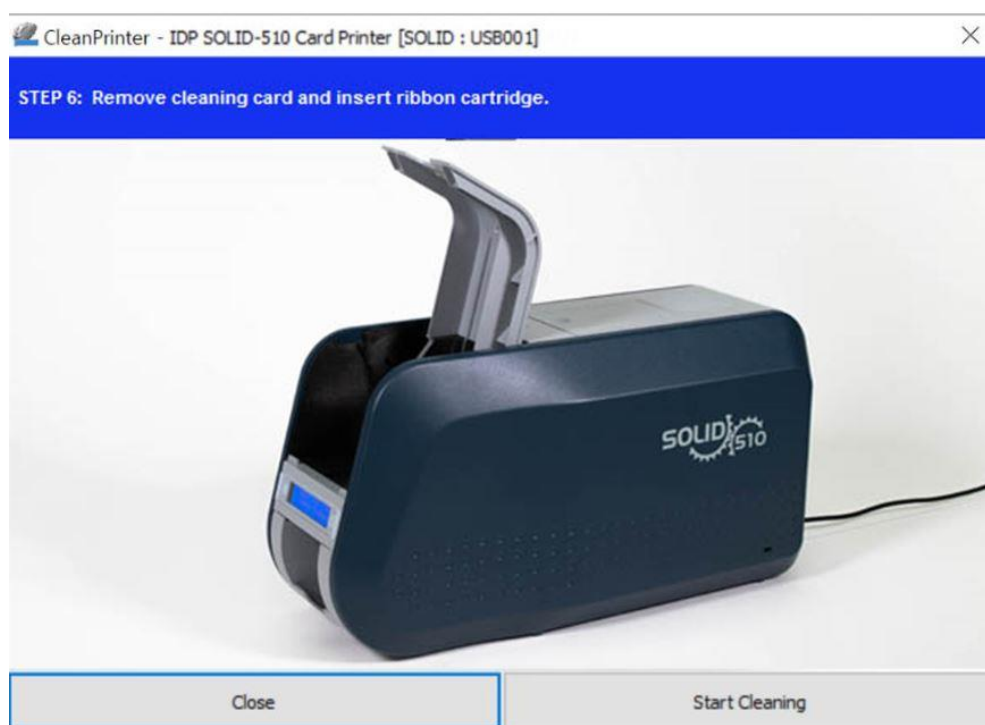 CleanPrinter - IDP SOLID-510 Card Printer [SOLID : USB001]
STEP 6: Remove cleaning card and insert ribbon cartridge.
SOLID 510
Close
Start Cleaning